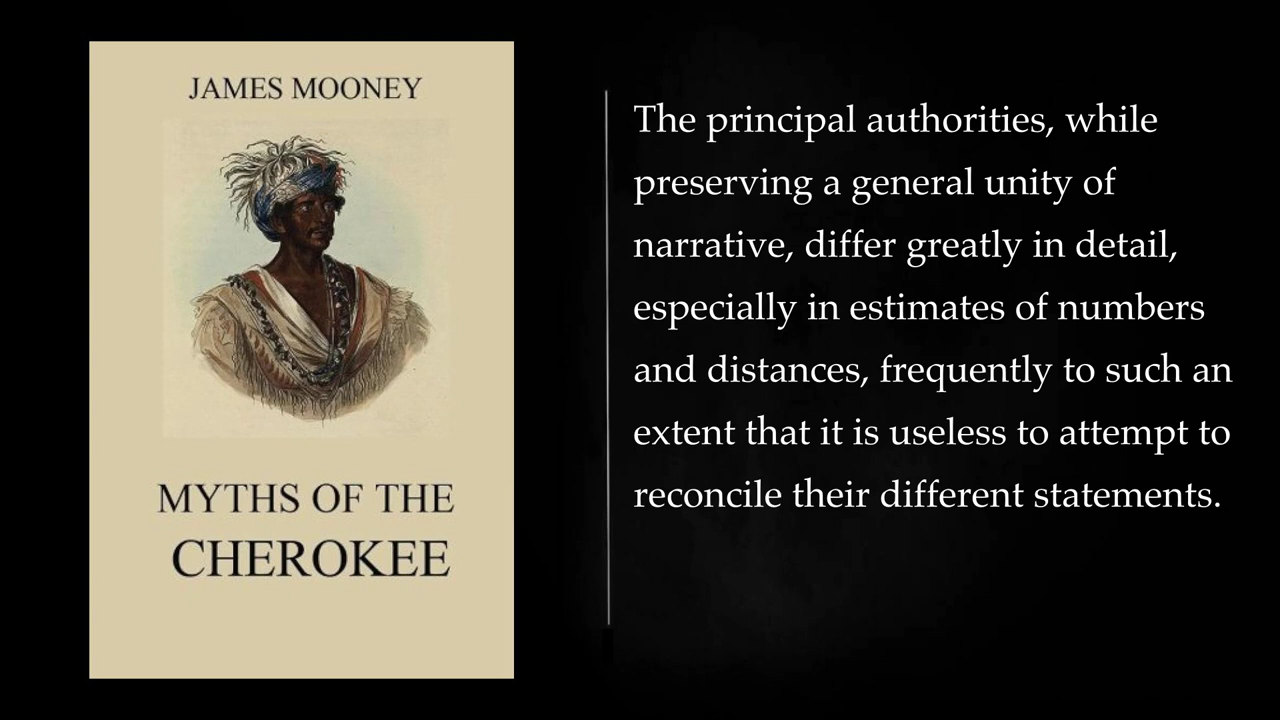 JAMES MOONEY
MYTHS OF THE
CHEROKEE
The principal authorities, while
preserving a general unity of
narrative, differ greatly in detail,
especially in estimates of numbers
and distances, frequently to such an
extent that it is useless to attempt to
reconcile their different statements.